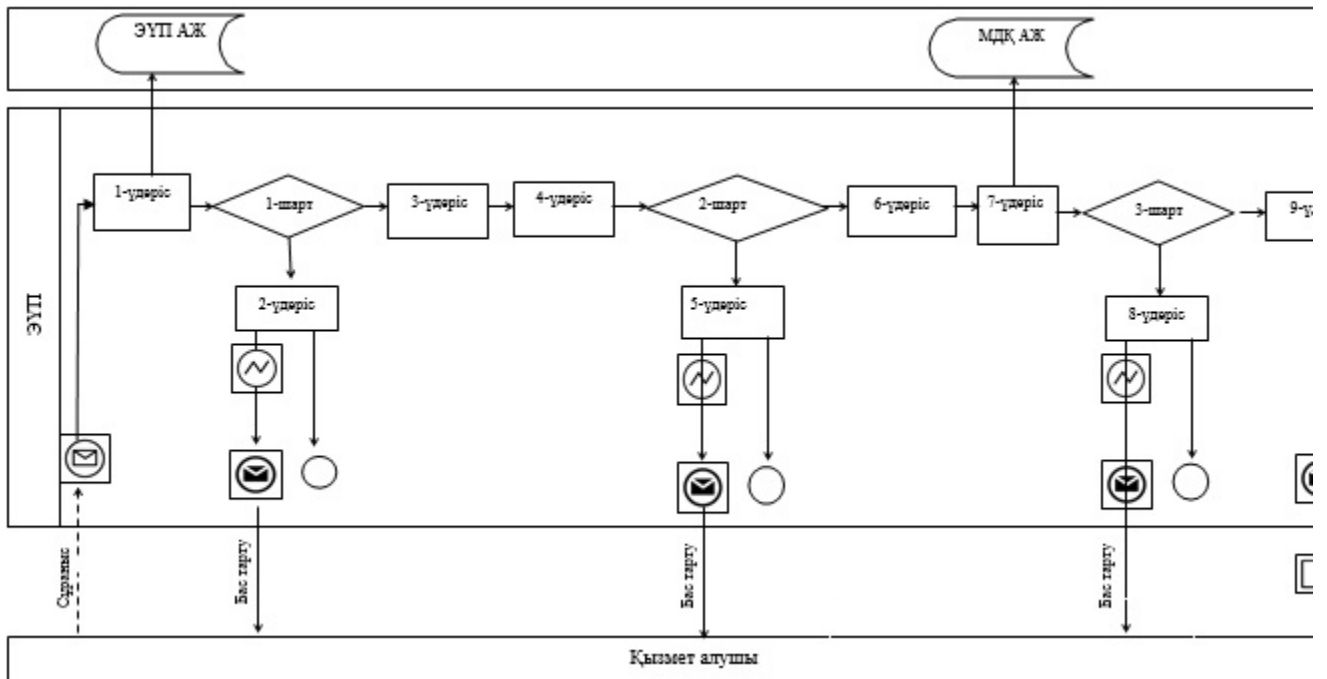 ЭҮП АЖ
МДҚ АЖ
ЭҮП
1-үдеріс
1-шарт
3-үдеріс
4-үдеріс
2-шарт
6-үдеріс
7-үдеріс
3-шарт
2-үдеріс
5-үдеріс
8-үдеріс
Сұраныс
Бас тарту
Бас тарту
Бас тарту
Қызмет алушы